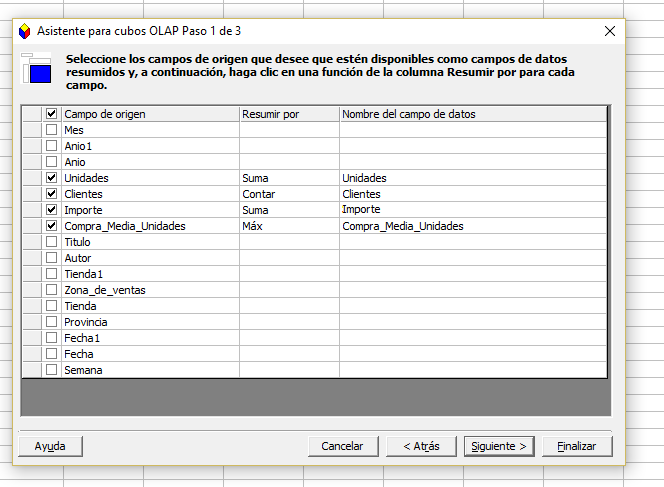 Asistente para cubos OLAP Paso 1 de 3
Seleccione los campos de origen que desee que estén disponibles como campos de datos
resumidos y, a continuación, haga clic en una función de la columna Resumir por para cada
campo.
Campo de origen Resumir por Nombre del campo de datos
Mes
Anio1
Anio
Unidades Suma Unidades
Clientes Contar Clientes
Importe Suma Importe
Compra_Media_Unidades Máx Compra_Media_Unidades
Titulo
Autor
Tienda1
Zona_de_ventas
Tienda
Provincia
Fecha1
Fecha
Semana
Ayuda Cancelar < Atrás Siguiente > Finalizar